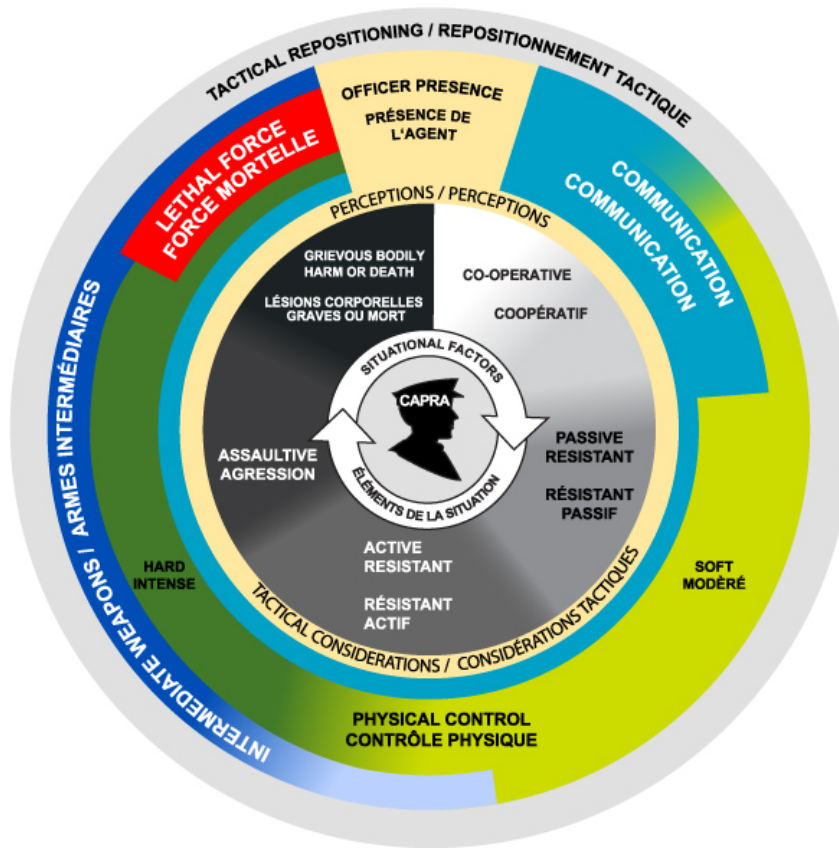 TACTICAL REPOSITIONING / REPOSITIONNEMENT TACTIQUE
OFFICER PRESENCE
PRÉSENCE DE
L'AGENT
LETHAL FORCE
FORCE MORTELLE
COMMUNICATION
COMMUNICATION
PERCEPTIONS / PERCEPTIONS
GRIEVOUS BODILY
HARM OR DEATH
LÉSIONS CORPORELLES
GRAVES OU MORT
CO-OPERATIVE
COOPÉRATIF
SITUATIONAL FACTORS
CAPRA
ÉLÉMENTS DE LA SITUATION
ASSAULTIVE
AGRESSION
PASSIVE
RESISTANT
RÉSISTANT
PASSIF
ACTIVE
RESISTANT
RÉSISTANT
ACTIF
HARD
INTENSE
SOFT
MODÈRÉ
TACTICAL CONSIDERATIONS / CONSIDÉRATIONS TACTIQUES
PHYSICAL CONTROL
CONTRÔLE PHYSIQUE
INTERMEDIATE WEAPONS / ARMES INTERMÉDIAIRES